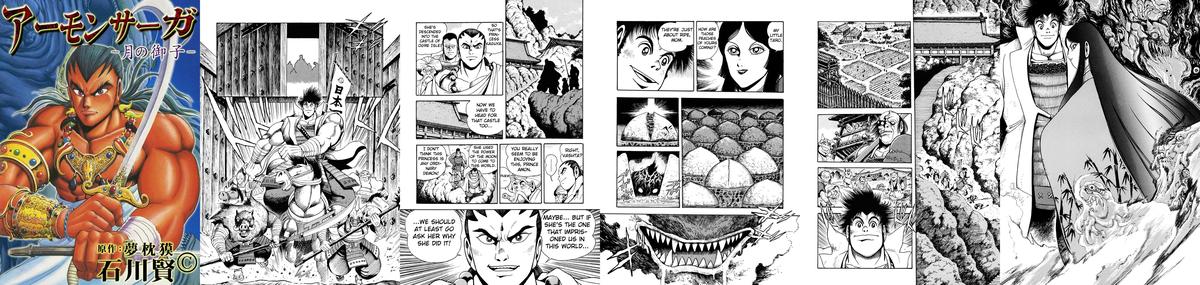 アーモンサーガ
―月の御子―
原作・夢枕獏
石川賢©
日本一
SO THAT'S PRINCESS KAGUYA.
SHE'S DESCENDED INTO THE CASTLE OF OGRE ISLE!
NOW WE HAVE TO HEAD FOR THAT CASTLE TOO...
RIGHT, VASHTA?
YOU REALLY SEEM TO BE ENJOYING THIS, PRINCE AMON.
SHE USED THE POWER OF THE MOON TO COME TO THIS WORLD.
I DON'T THINK THIS PRINCESS IS ANY ORDINARY DEMON!
MAYBE... BUT IF SHE'S THE ONE THAT IMPRISONED US IN THIS WORLD...
...WE SHOULD AT LEAST GO ASK HER WHY SHE DID IT!
MY LITTLE TARO.
HOW ARE THOSE PEACHES OF YOURS COMING?
THEY'RE JUST ABOUT RIPE, MOM.